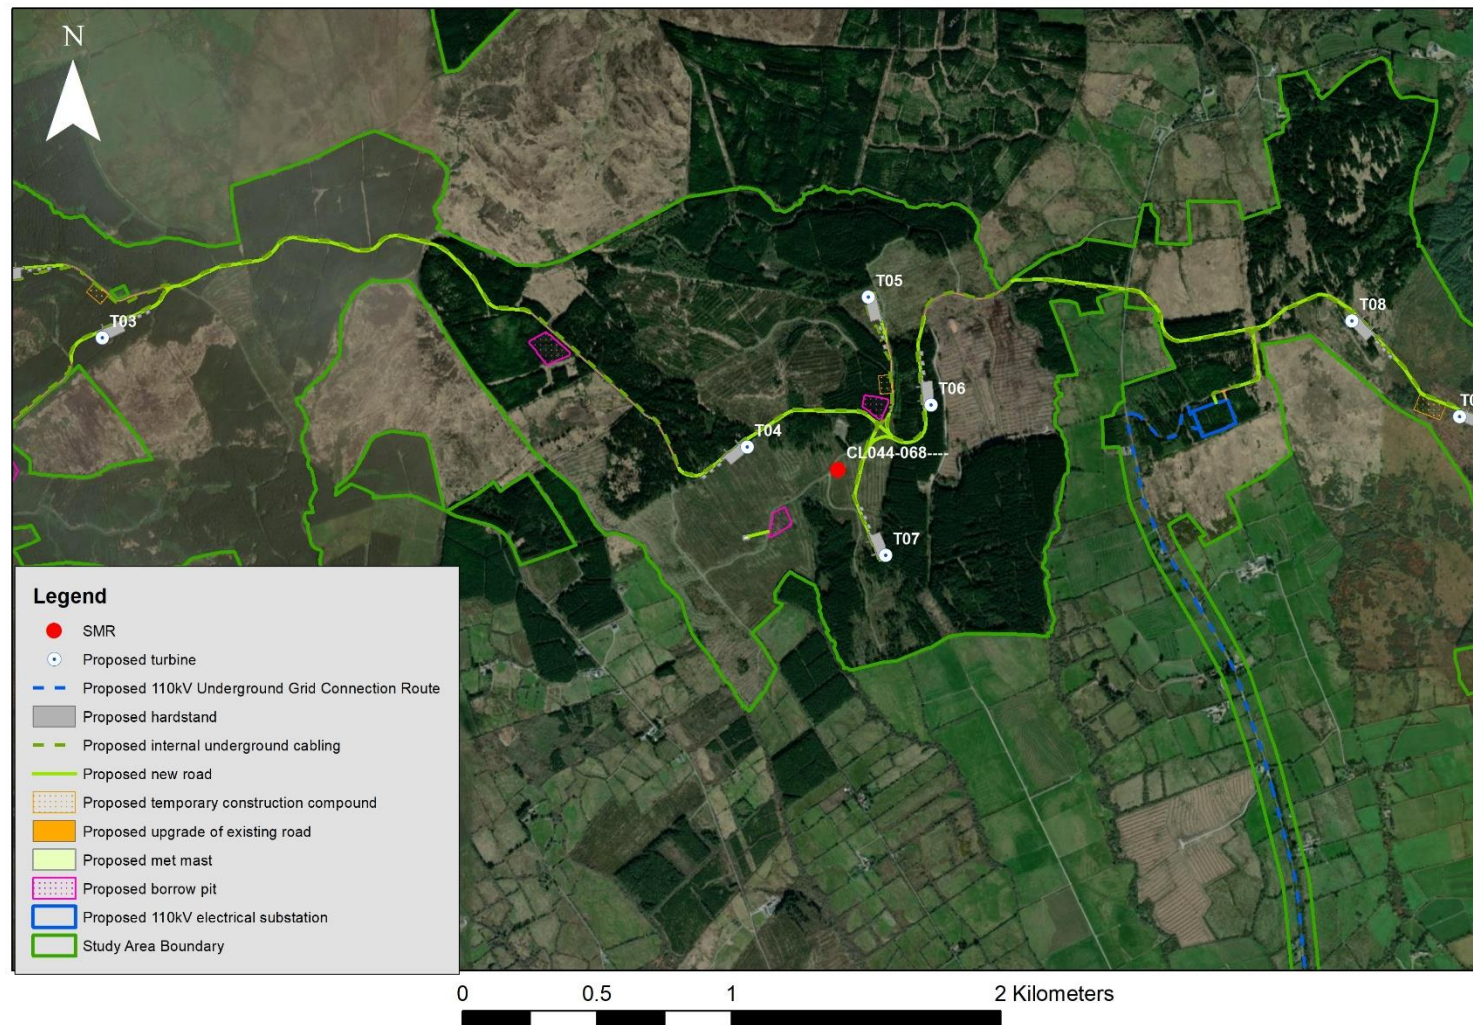 N
T05
T08
T03
T06
T0
T04
CL044-068----
T07
Legend
SMR
Proposed turbine
Proposed 110kV Underground Grid Connection Route
Proposed hardstand
Proposed internal underground cabling
Proposed new road
Proposed temporary construction compound
Proposed upgrade of existing road
Proposed met mast
Proposed borrow pit
Proposed 110kV electrical substation
Study Area Boundary
0 0.5 1 2 Kilometers